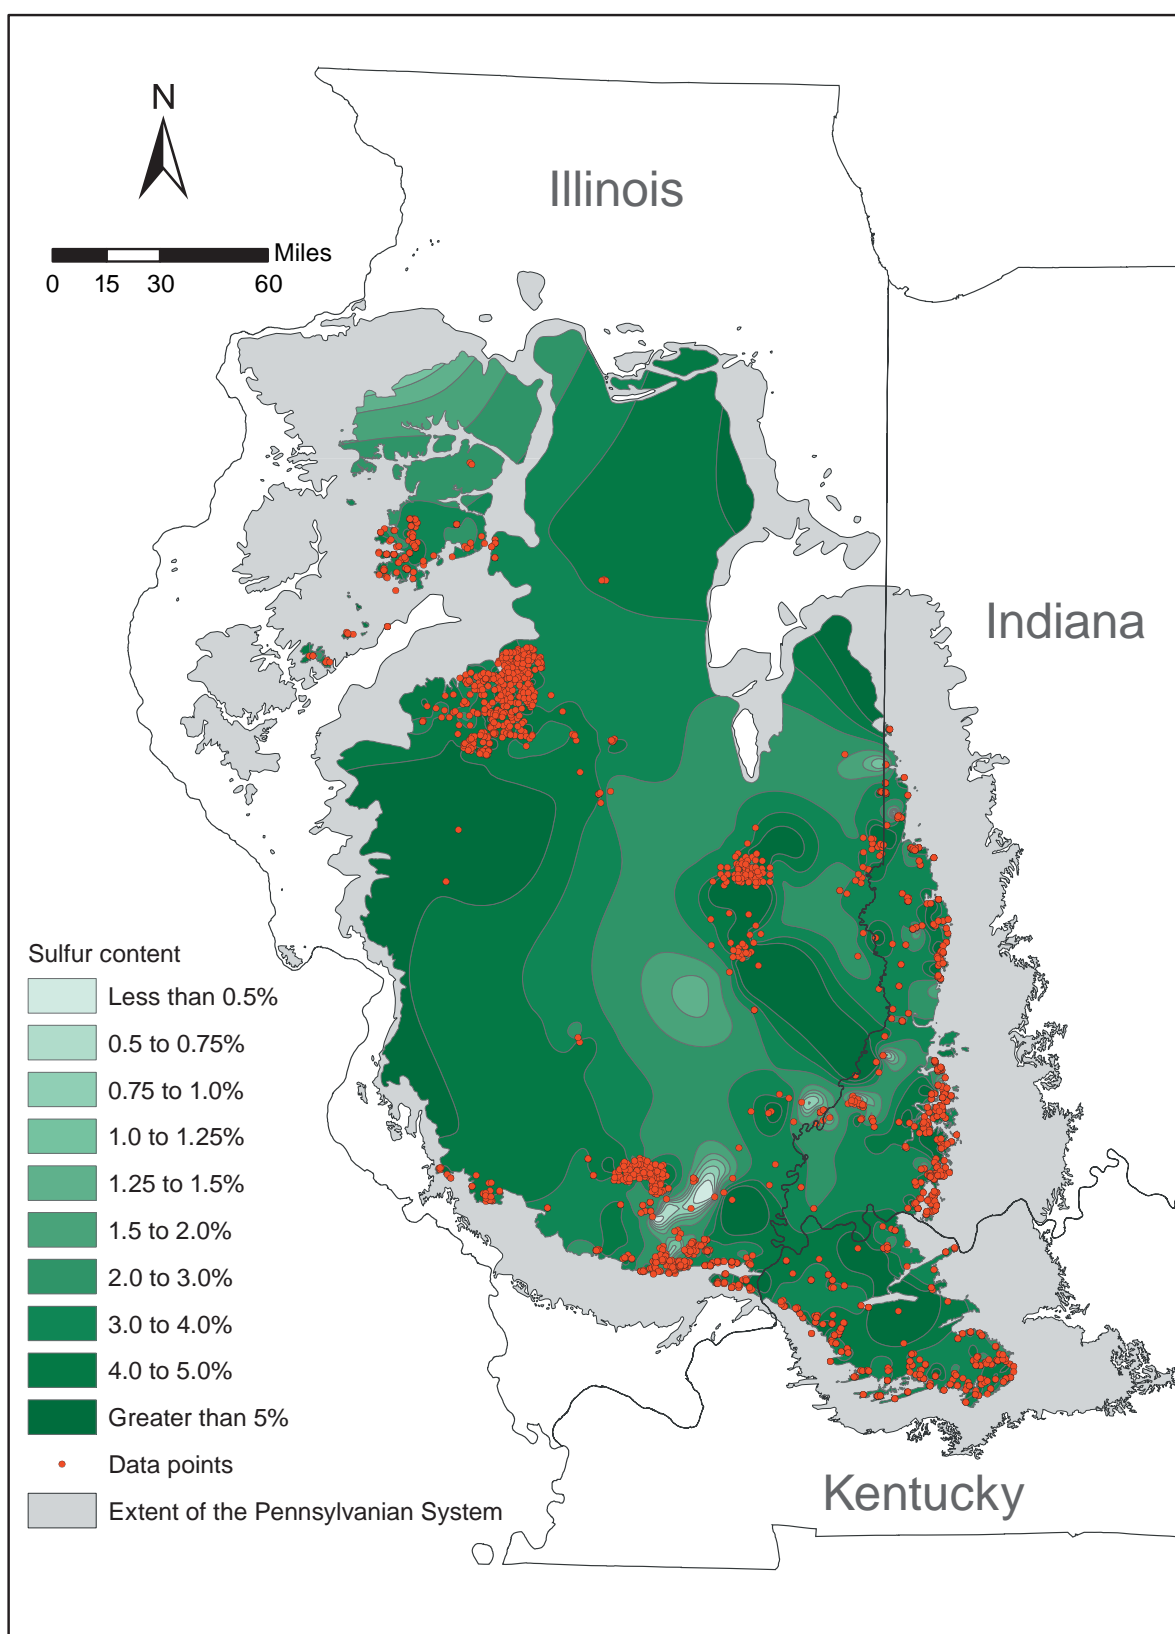 N
Illinois
Miles
0 15 30 60
Indiana
Sulfur content
Less than 0.5%
0.5 to 0.75%
0.75 to 1.0%
1.0 to 1.25%
1.25 to 1.5%
1.5 to 2.0%
2.0 to 3.0%
3.0 to 4.0%
4.0 to 5.0%
Greater than 5%
Data points
Extent of the Pennsylvanian System
Kentucky